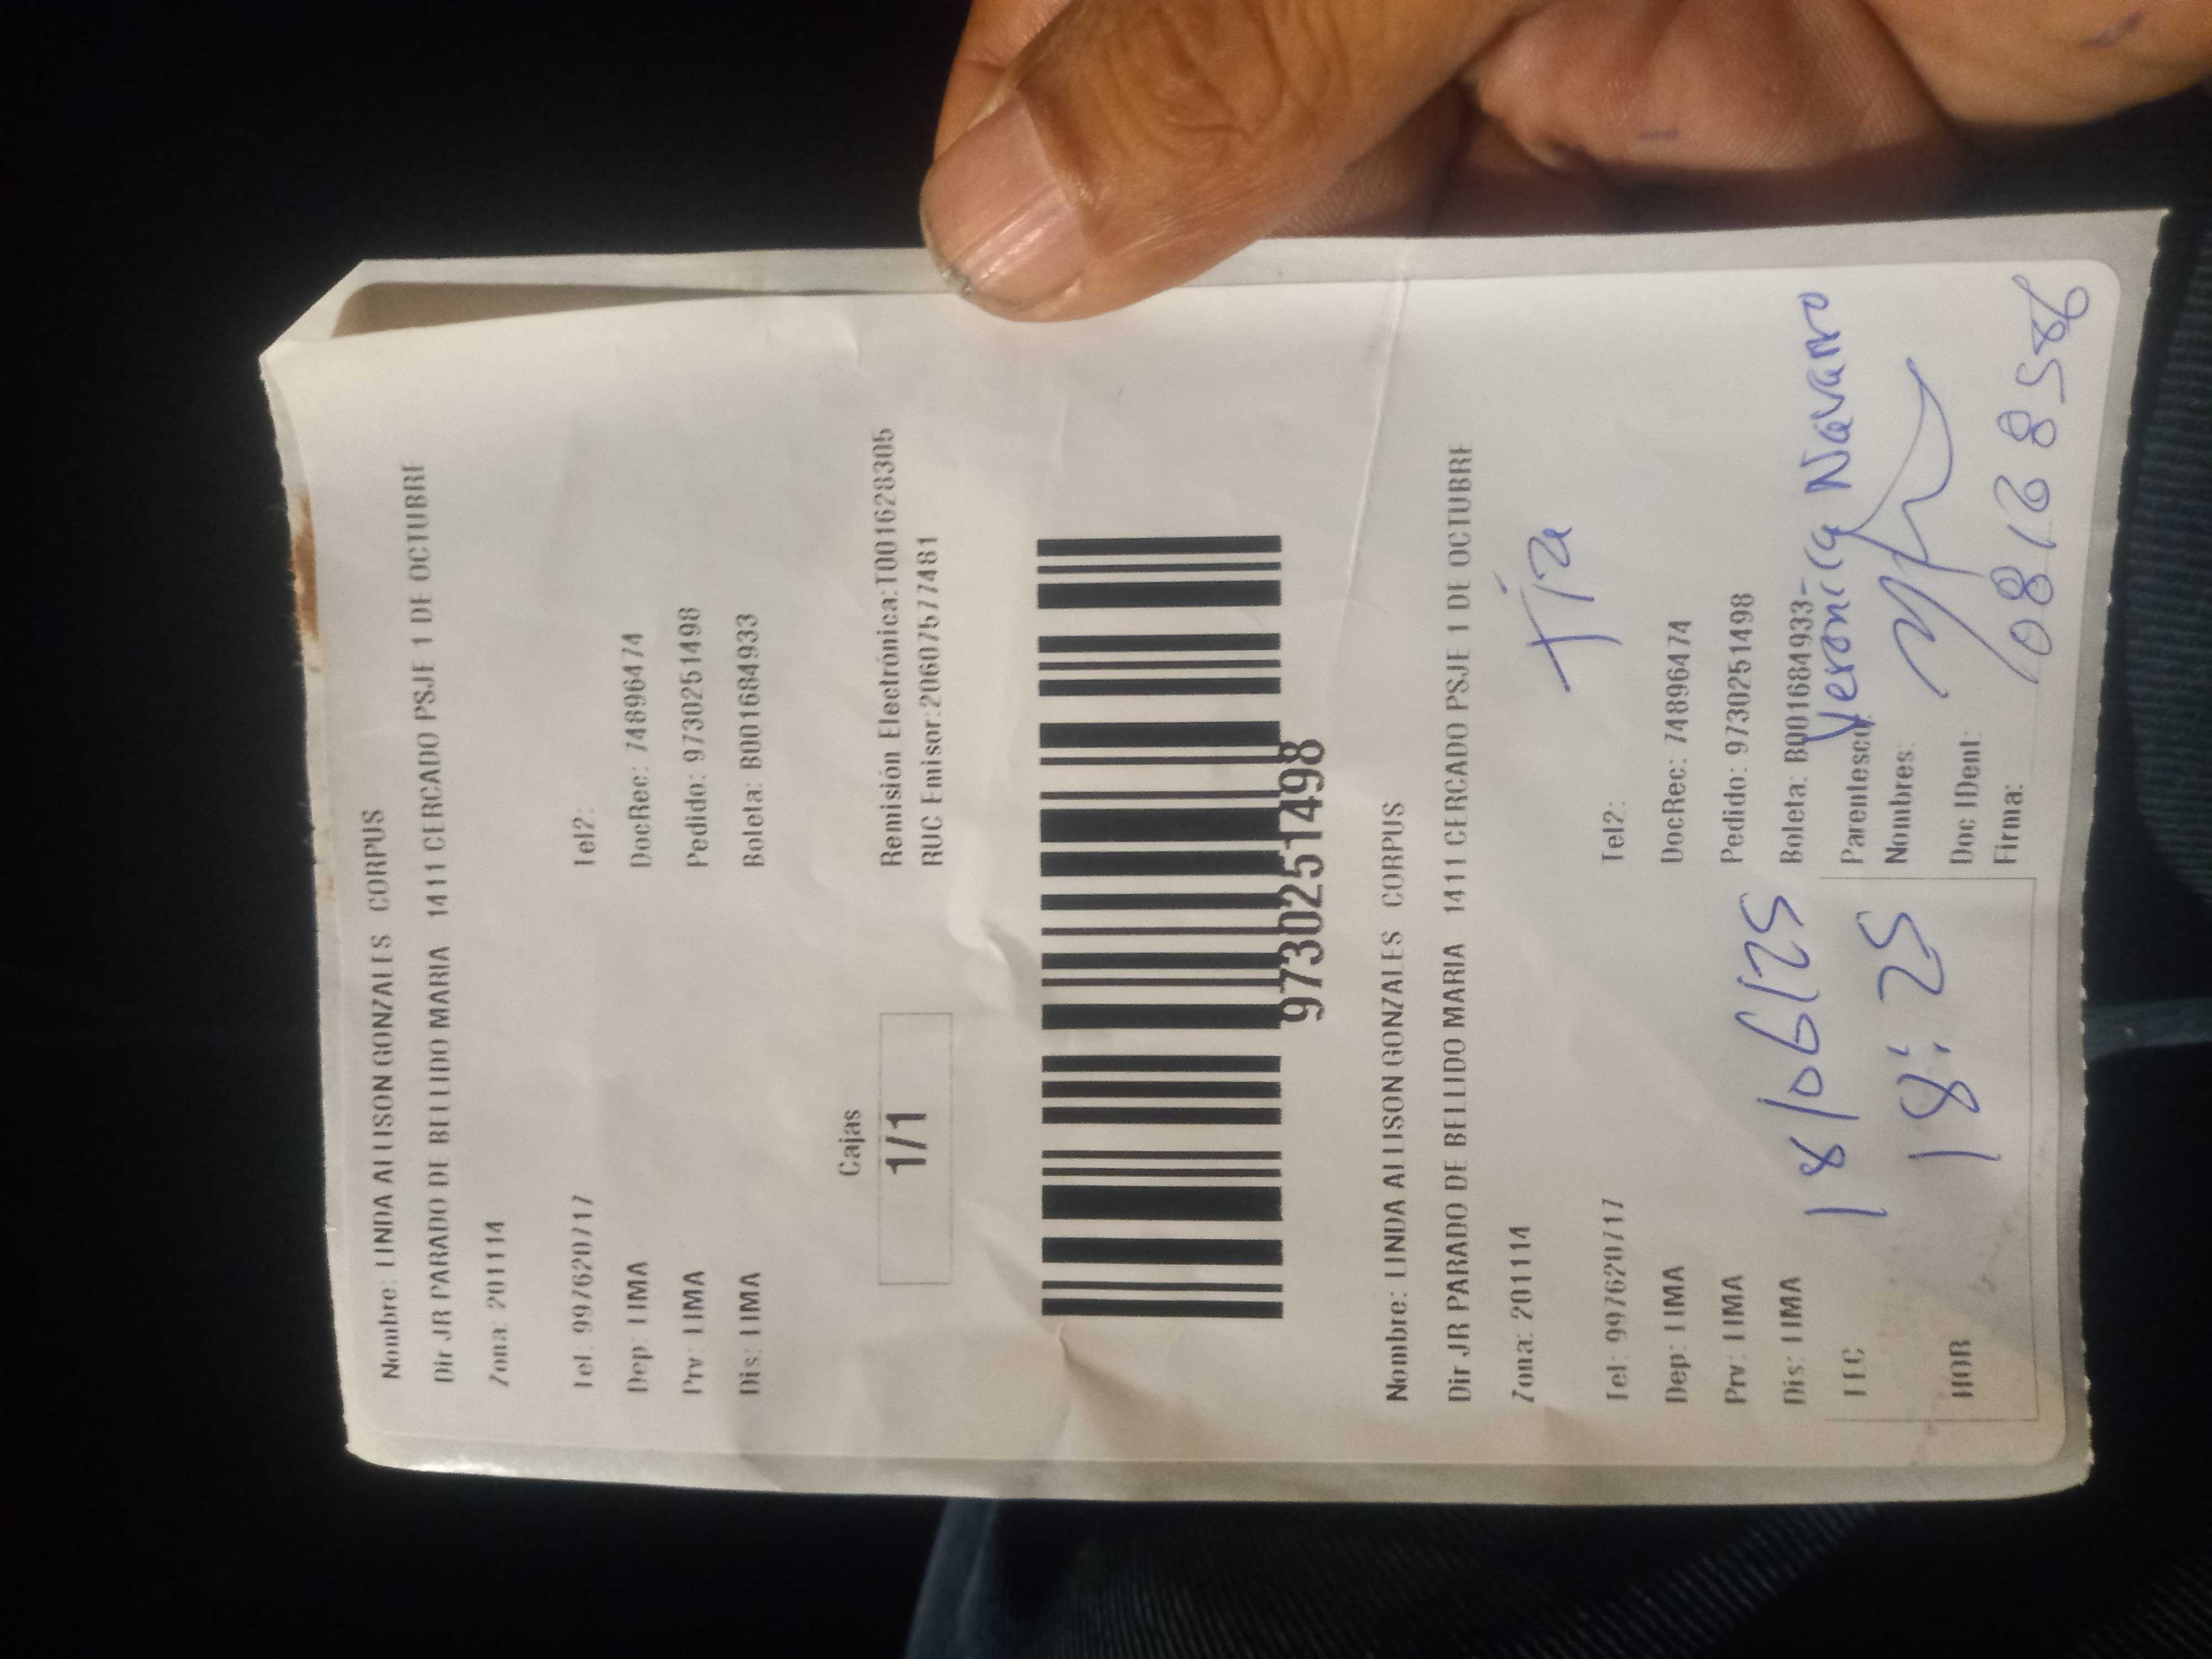 Nombre: LINDA ALLISON GONZALES CORPUS
Dir JR PARADO DE BELLIDO MARIA 1411 CERCADO PSJE 1 DE OCTUBRE
Zona: 201114
Tel: 997620717 Tel2:
Dep: LIMA DocRec: 74896474
Prv: LIMA Pedido: 9730251498
Dis: LIMA Boleta: B001684933
Cajas
1/1
Remisión Electrónica:T001628305
RUC Emisor:20607577481
9730251498
Nombre: LINDA ALLISON GONZALES CORPUS
Dir JR PARADO DE BELLIDO MARIA 1411 CERCADO PSJE 1 DE OCTUBRE
Zona: 201114
Tía
Tel: 997620717 Tel2:
Dep: LIMA DocRec: 74896474
Prv: LIMA Pedido: 9730251498
Dis: LIMA Boleta: B001684933-
FEC 18/06/25 Parentesco
Veronica Navarro
Nombres:
HOR 18:25 Doc IDent:
Firma: 08128586